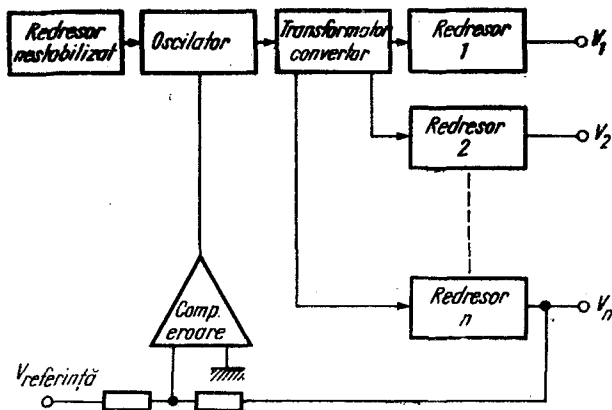 Redresor
nestabilizat
Oscilator
Transformator
convertor
Redresor
1
V1
Redresor
2
V2
Redresor
n
Vn
Comp.
eroare
Vreferință